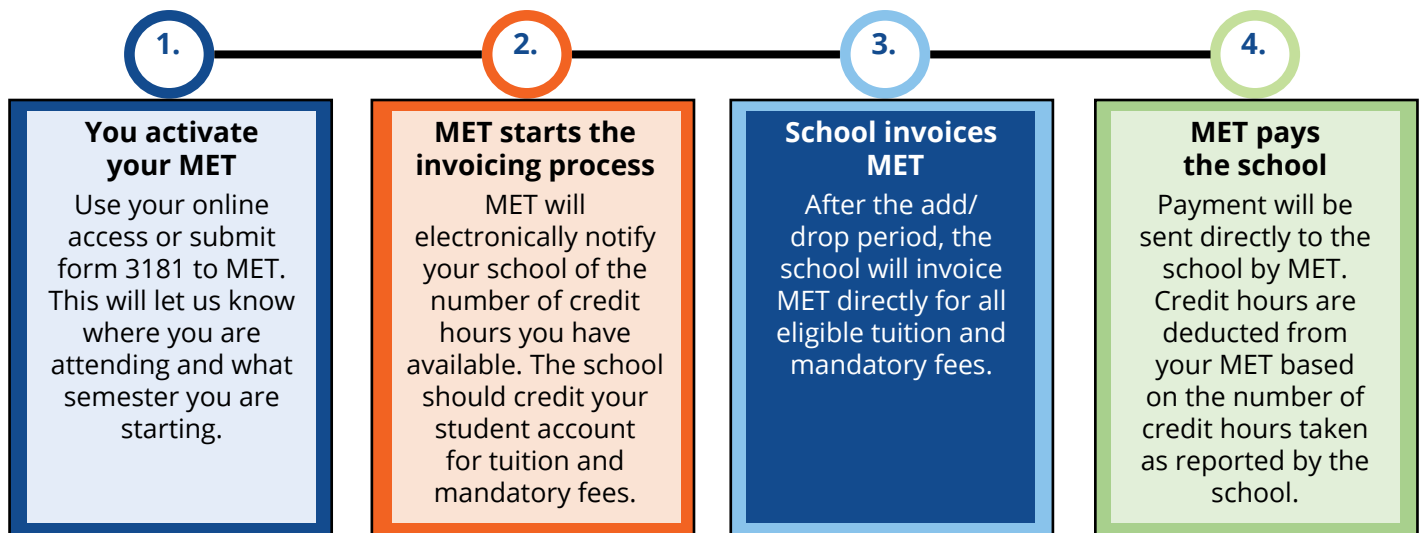 1.
You activate
your MET
Use your online
access or submit
form 3181 to MET.
This will let us know
where you are
attending and what
semester you are
starting.
2.
MET starts the
invoicing process
MET will
electronically notify
your school of the
number of credit
hours you have
available. The school
should credit your
student account
for tuition and
mandatory fees.
3.
School invoices
MET
After the add/
drop period, the
school will invoice
MET directly for all
eligible tuition and
mandatory fees.
4.
MET pays
the school
Payment will be
sent directly to the
school by MET.
Credit hours are
deducted from
your MET based
on the number of
credit hours taken
as reported by the
school.